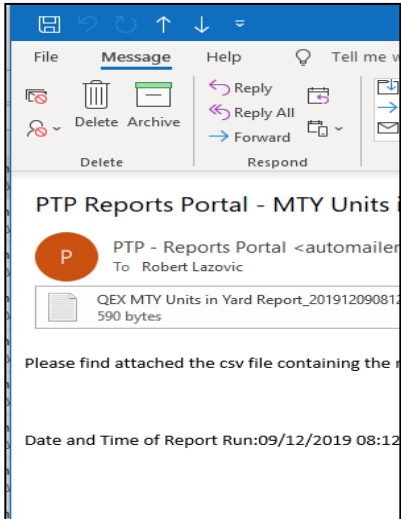 File Message Help Tell me w
Reply
Delete Archive
Reply All
Forward
Delete Respond
PTP Reports Portal - MTY Units i
P
PTP - Reports Portal <automailer
To Robert Lazovic
QEX MTY Units in Yard Report_201912090812
590 bytes
Please find attached the csv file containing the r
Date and Time of Report Run:09/12/2019 08:12